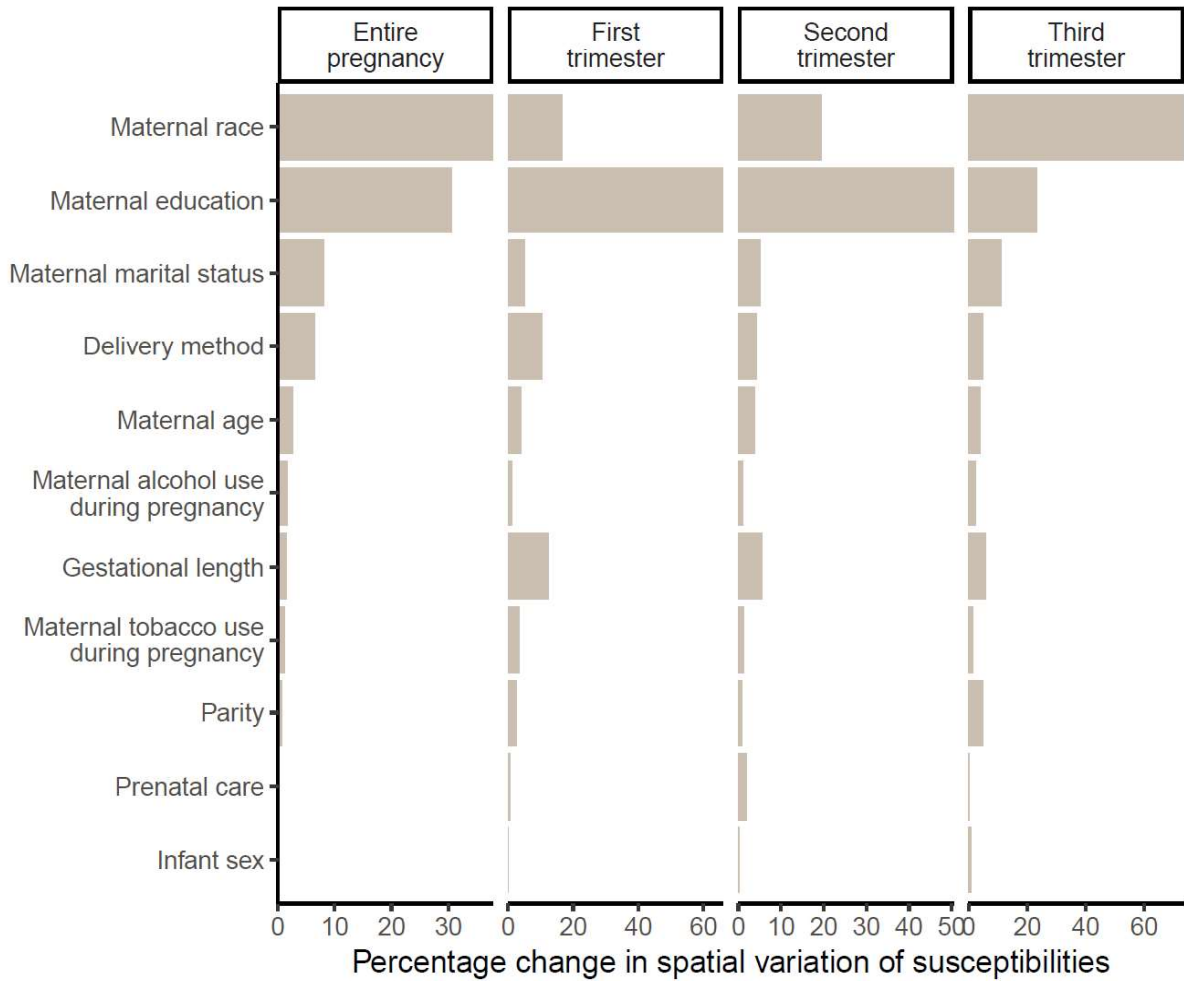 Entire
pregnancy
First
trimester
Second
trimester
Third
trimester
Maternal race
Maternal education
Maternal marital status
Delivery method
Maternal age
Maternal alcohol use
during pregnancy
Gestational length
Maternal tobacco use
during pregnancy
Parity
Prenatal care
Infant sex
0 10 20 30
0 20 40 60
0 10 20 30 40 50
0 20 40 60
Percentage change in spatial variation of susceptibilities